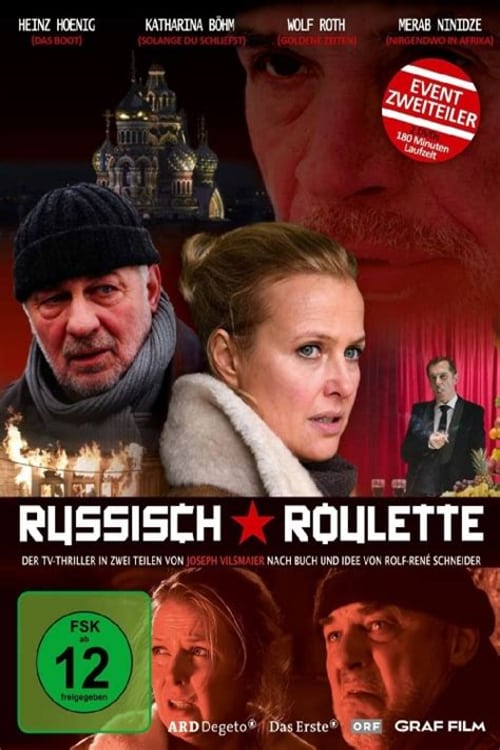 HEINZ HOENIG KATHARINA BÖHM WOLF ROTH MERAB NINIDZE
(DAS BOOT) (SOLANGE DU SCHLIEFST) (GOLDENE ZEITEN) (NIRGENDWO IN AFRIKA)
EVENT
ZWEITEILER
180 Minuten
Laufzeit
RUSSISCH ROULETTE
DER TV-THRILLER IN ZWEI TEILEN VON JOSEPH VILSMAIER NACH BUCH UND IDEE VON ROLF-RENÉ SCHNEIDER
FSK
ab
12
freigegeben
ARD Degeto Das Erste ORF GRAF FILM